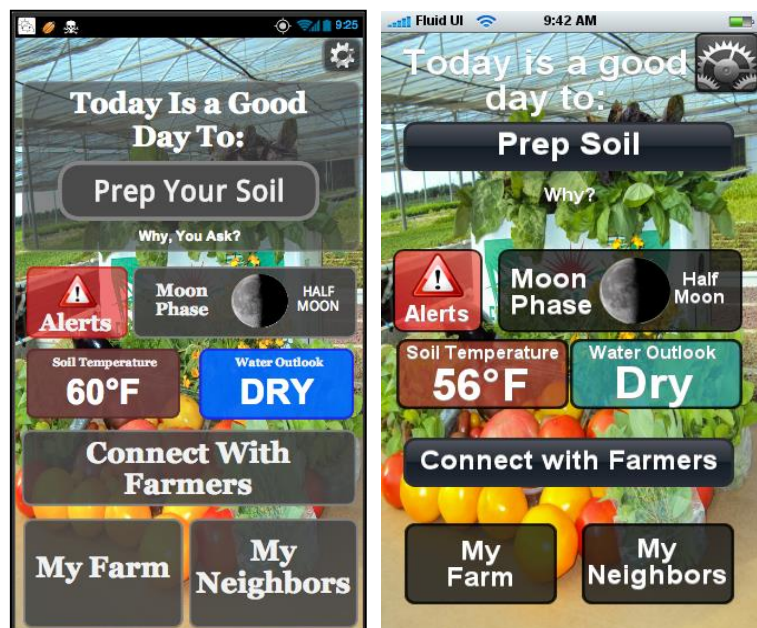 9:25
Today Is a Good
Day To:
Prep Your Soil
Why, You Ask?
Alerts
Moon
Phase
HALF
MOON
Soil Temperature
60°F
Water Outlook
DRY
Connect With
Farmers
My Farm
My
Neighbors
Fluid UI
9:42 AM
Today is a good
day to:
Prep Soil
Why?
Alerts
Moon
Phase
Half
Moon
Soil Temperature
56°F
Water Outlook
Dry
Connect with Farmers
My
Farm
My
Neighbors